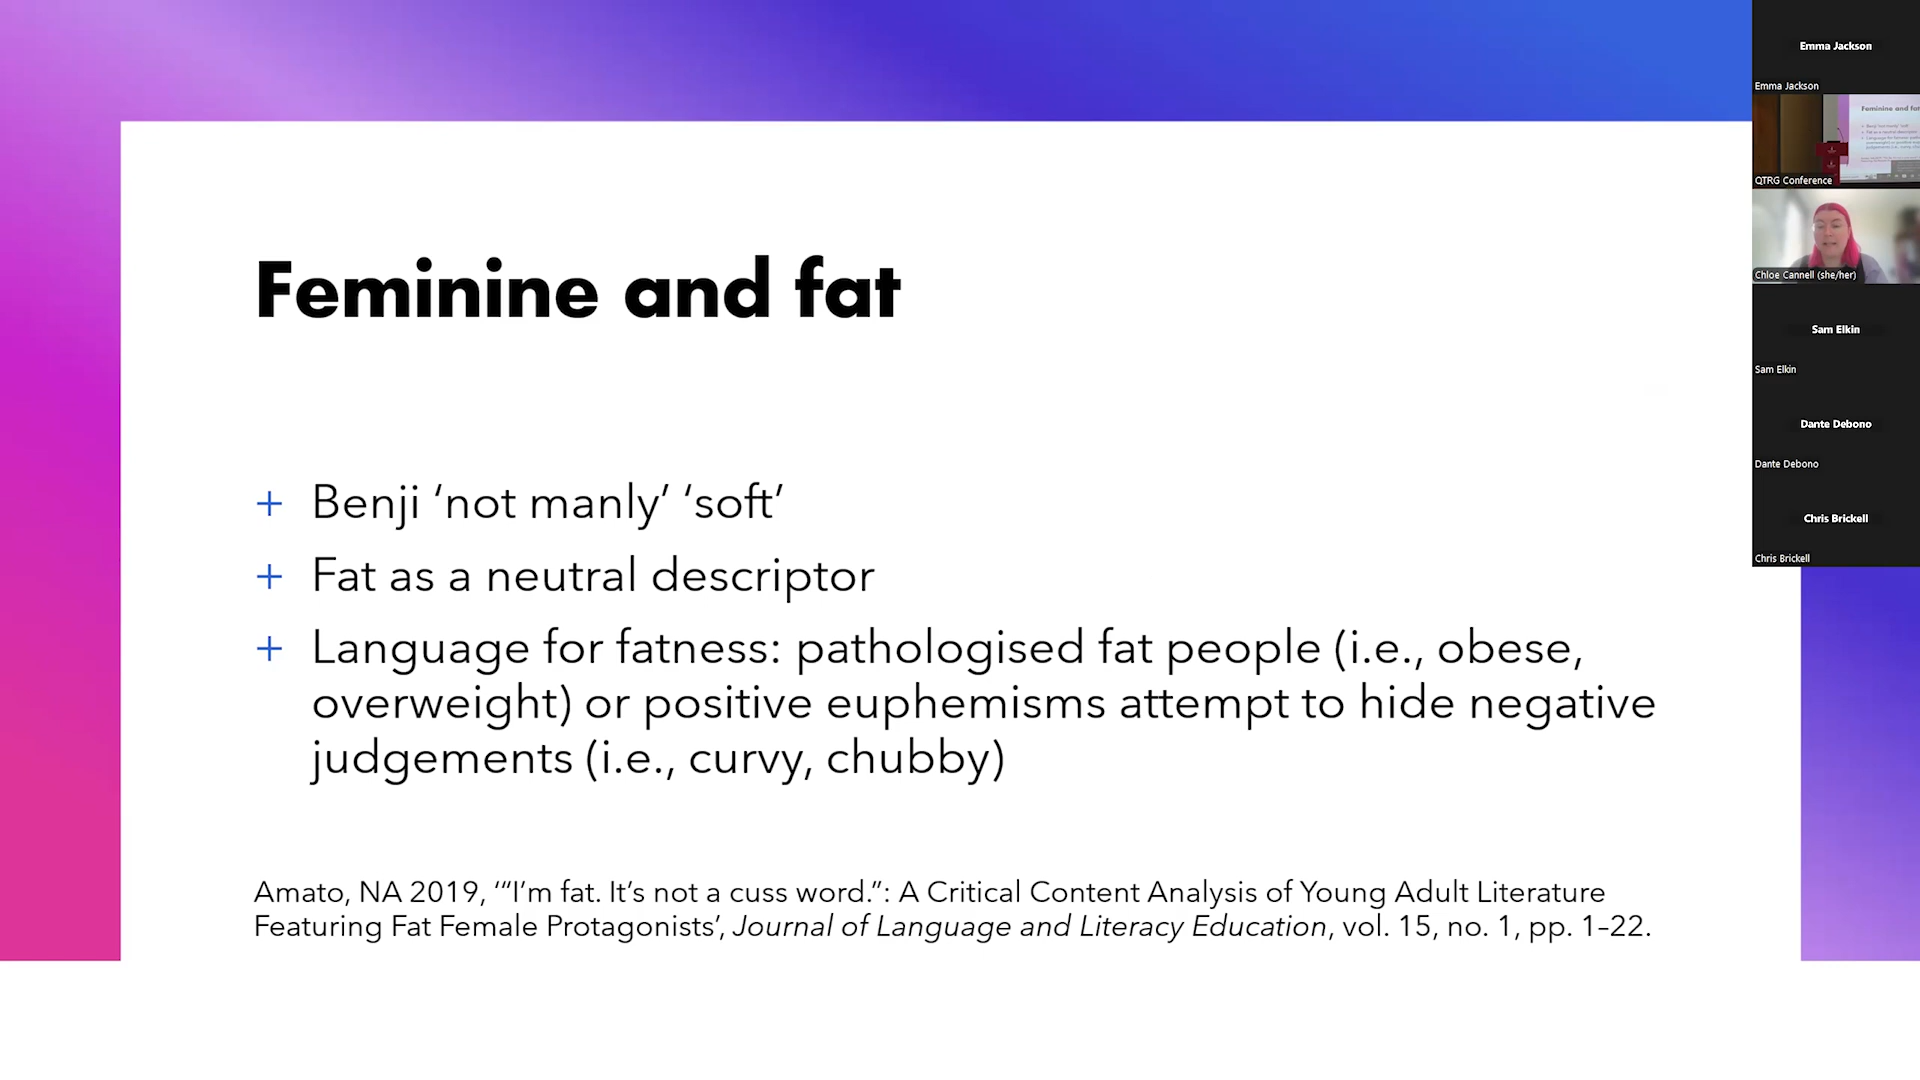 Feminine and fat
+ Benji ‘not manly’ ‘soft’
+ Fat as a neutral descriptor
+ Language for fatness: pathologised fat people (i.e., obese,
overweight) or positive euphemisms attempt to hide negative
judgements (i.e., curvy, chubby)
Amato, NA 2019, ‘“I’m fat. It’s not a cuss word.”: A Critical Content Analysis of Young Adult Literature
Featuring Fat Female Protagonists’, Journal of Language and Literacy Education, vol. 15, no. 1, pp. 1–22.
Emma Jackson
Emma Jackson
Feminine and fat
QTRG Conference
Chloe Cannell (she/her)
Sam Elkin
Sam Elkin
Dante Debono
Dante Debono
Chris Brickell
Chris Brickell